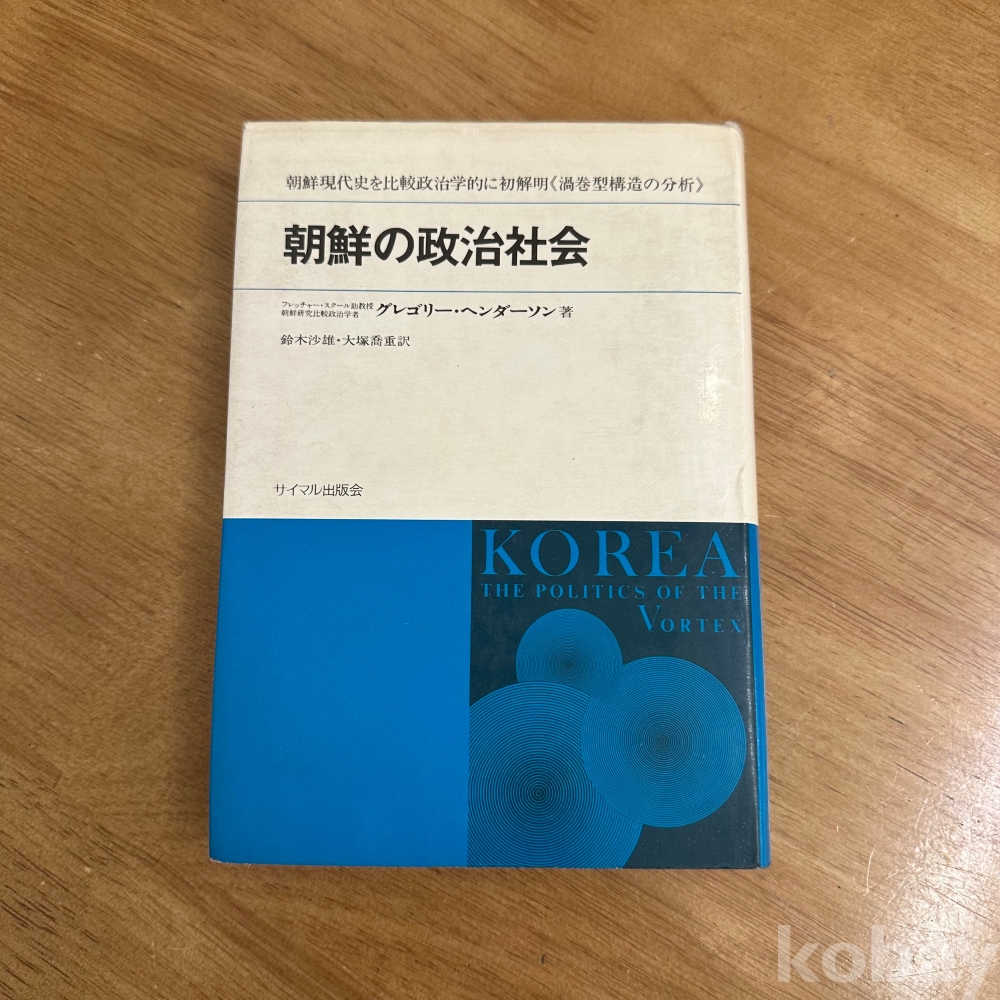 朝鮮現代史を比較政治学的に初解明《渦巻型構造の分析》
朝鮮の政治社会
フレッチャー・スクール助教授
朝鮮研究比較政治学者
グレゴリー・ヘンダーソン著
鈴木沙雄・大塚喬重訳
サイマル出版会
KOREA
THE POLITICS OF THE
VORTEX
kobay